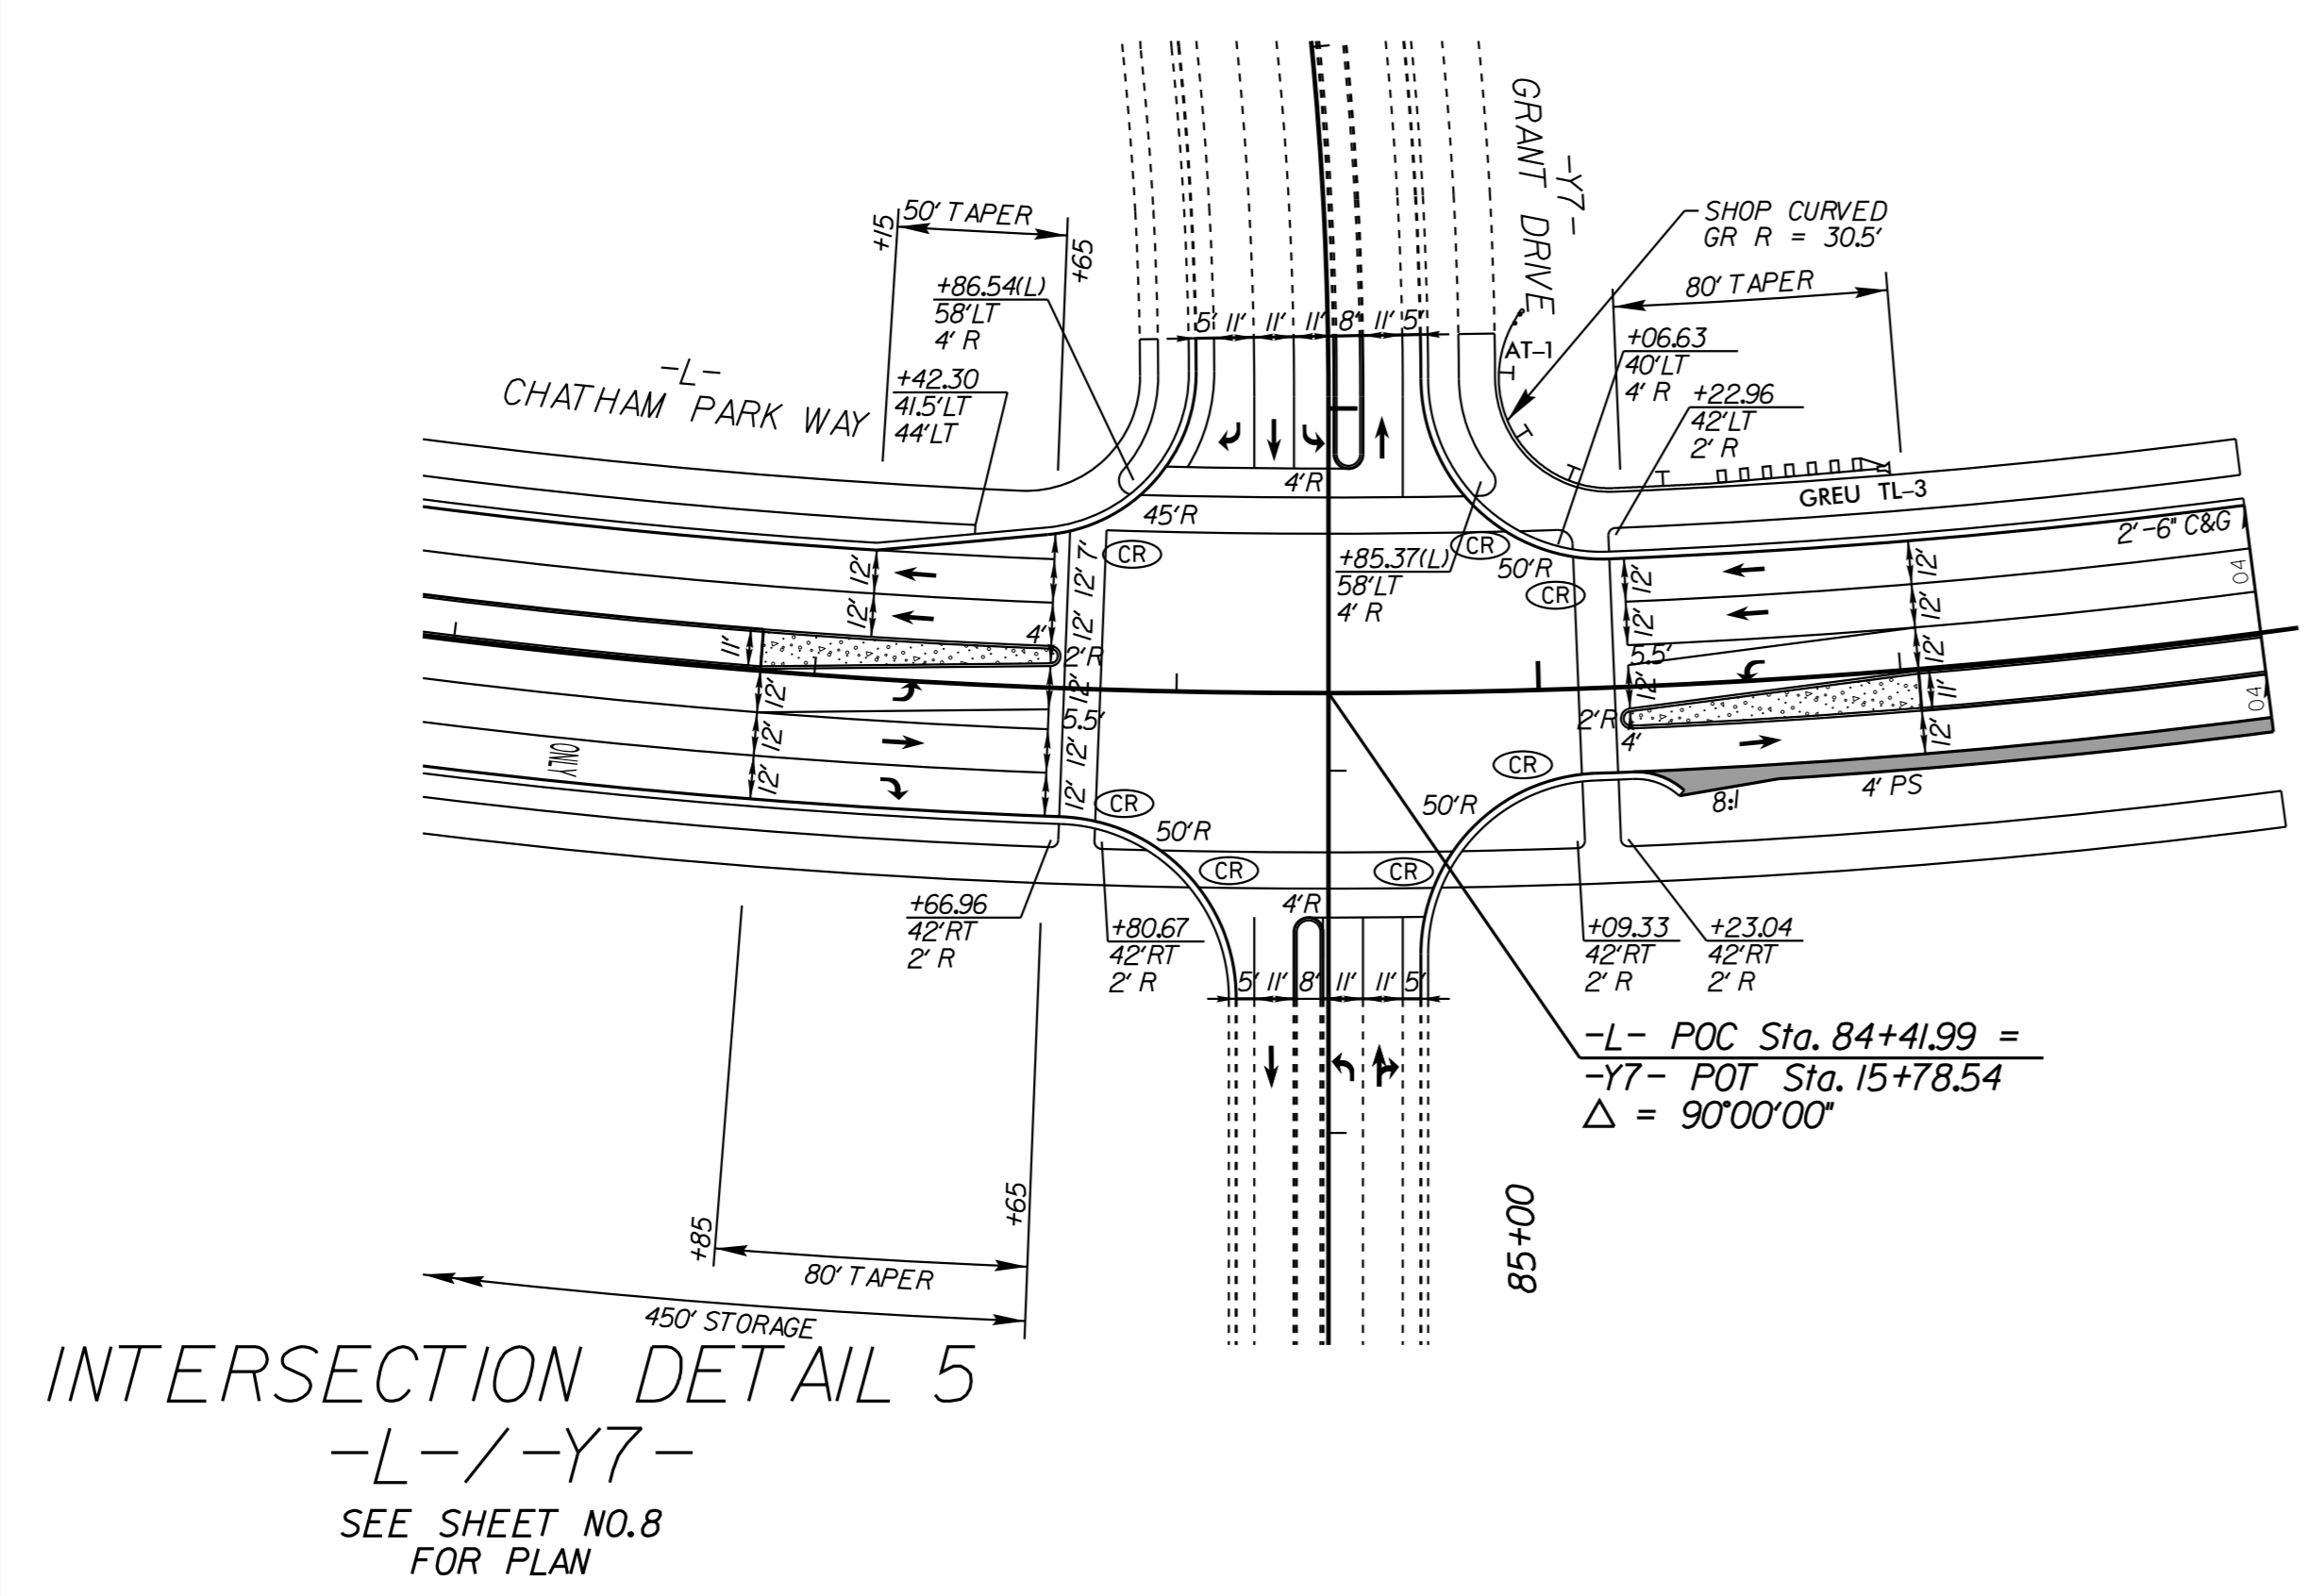 GRANT DRIVE
-Y7-
SHOP CURVED
GR R = 30.5'
50' TAPER
+15
+65
80' TAPER
+86.54(L)
58'LT
4' R
5' 11' 11' 11' 8' 11' 5'
AT-1
+06.63
40'LT
4' R
-L-
CHATHAM PARK WAY
+42.30
41.5'LT
44'LT
+22.96
42'LT
2' R
4'R
GREU TL-3
45'R
2'-6" C&G
CR
CR
+85.37(L)
58'LT
4' R
50'R
CR
12'
12'
7'
12'
12'
4'
2'R
11'
12'
12'
12'
12'
5.5'
12'
12'
ONLY
12'
12'
5.5'
12'
2'R
4'
12'
12'
12'
11'
12'
04
04
CR
CR
50'R
50'R
8:1
4' PS
CR
CR
4'R
+66.96
42'RT
2' R
+80.67
42'RT
2' R
+09.33
42'RT
2' R
+23.04
42'RT
2' R
5' 11' 8' 11' 11' 5'
-L- POC Sta. 84+41.99 =
-Y7- POT Sta. 15+78.54
△ = 90°00'00"
+85
+65
80' TAPER
450' STORAGE
85+00
INTERSECTION DETAIL 5
-L-/-Y7-
SEE SHEET NO.8
FOR PLAN